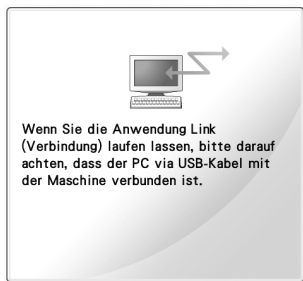 Wenn Sie die Anwendung Link
(Verbindung) laufen lassen, bitte darauf
achten, dass der PC via USB-Kabel mit
der Maschine verbunden ist.